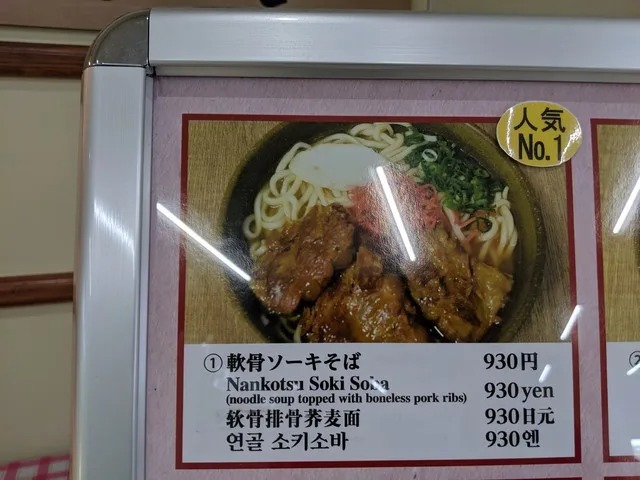 人気
No.1
①軟骨ソーキそば 930円
Nankotsu Soki Soba
(noodle soup topped with boneless pork ribs) 930yen
软骨排骨荞麦面 930日元
연골 소키소바 930엔